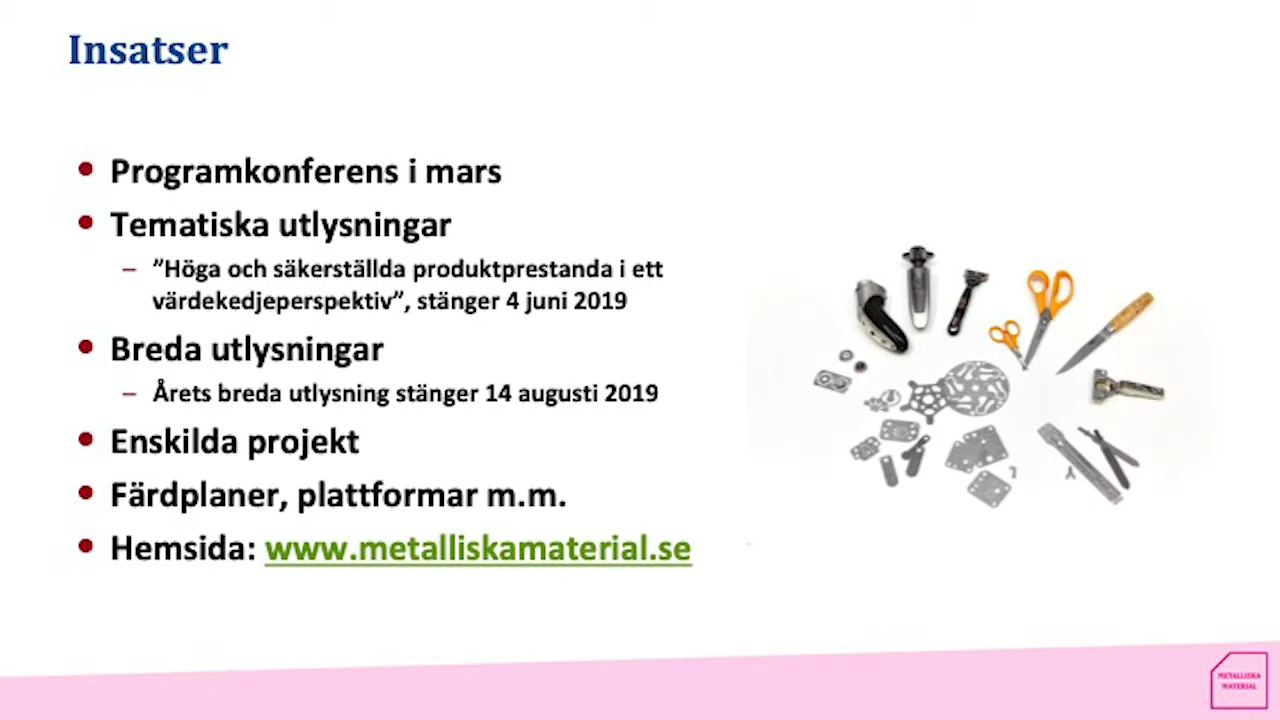 Insatser
• Programkonferens i mars
• Tematiska utlysningar
– ”Höga och säkerställda produktprestanda i ett
värdekedjeperspektiv”, stänger 4 juni 2019
• Breda utlysningar
– Årets breda utlysning stänger 14 augusti 2019
• Enskilda projekt
• Färdplaner, plattformar m.m.
• Hemsida: www.metalliskamaterial.se
METALLISKA
MATERIAL